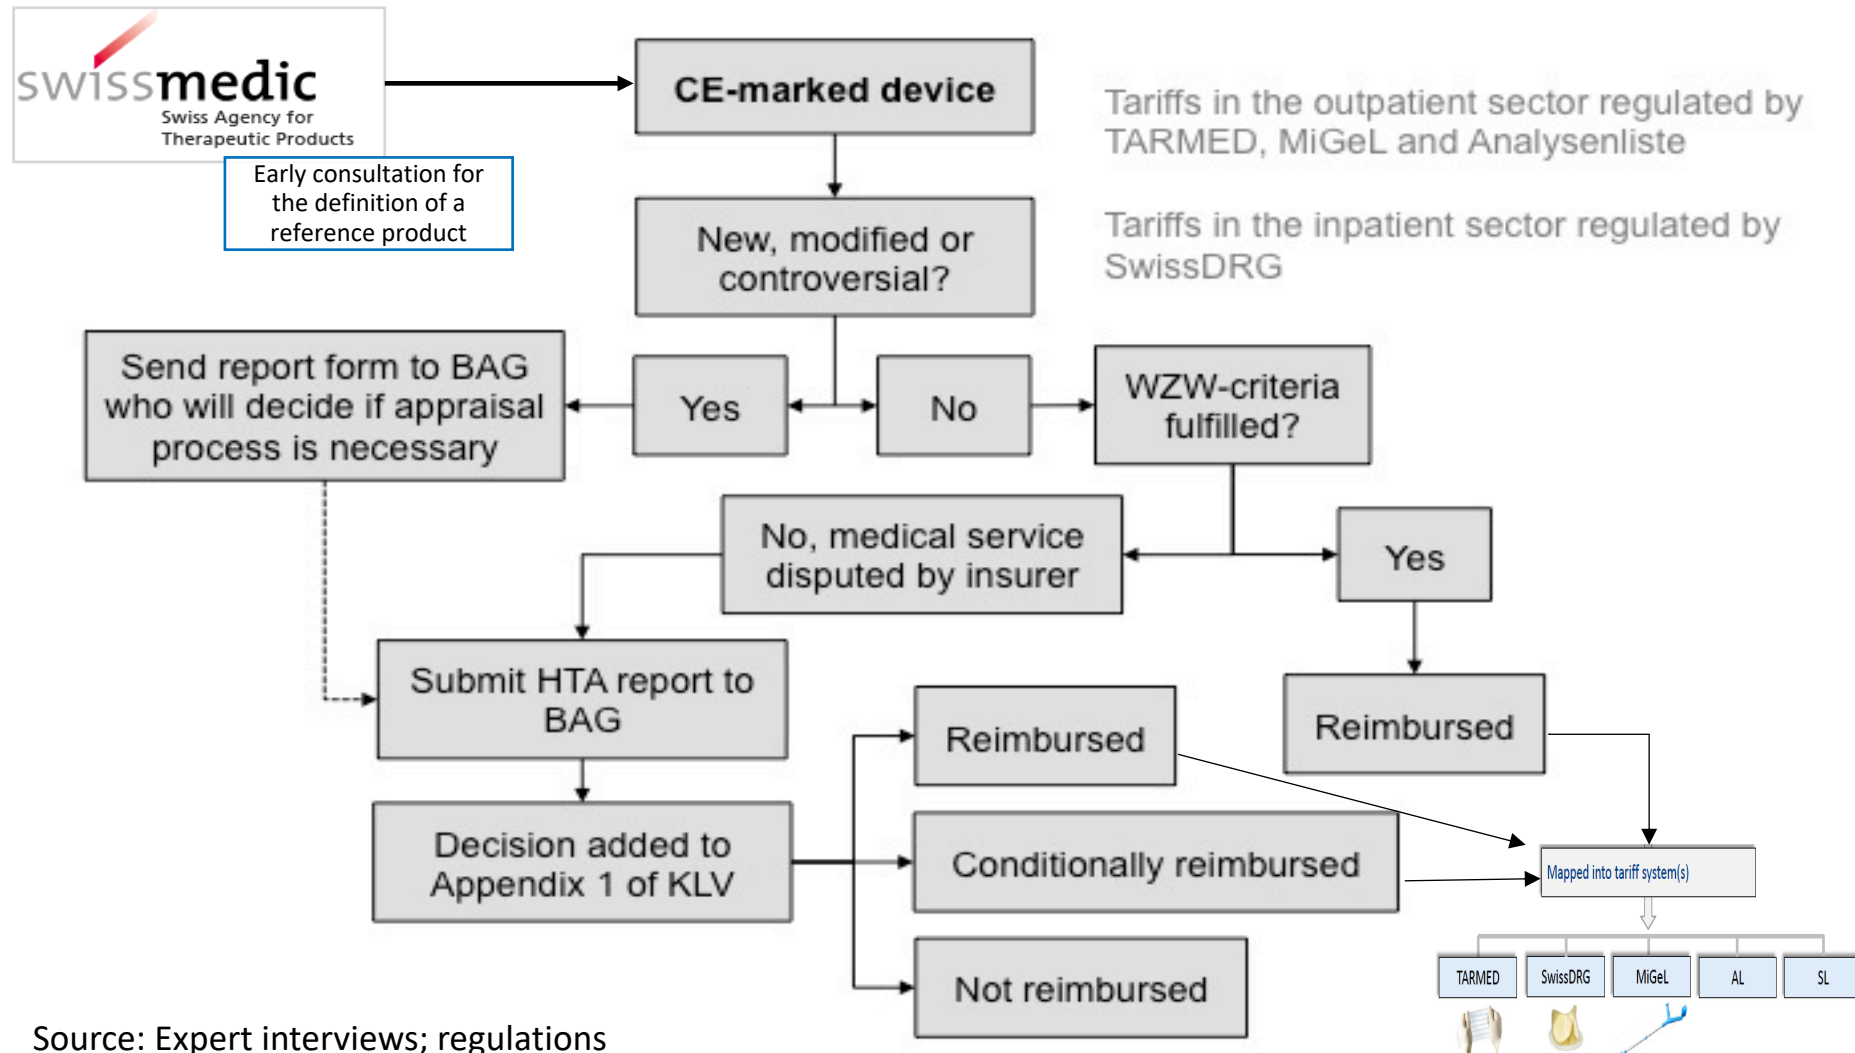 swissmedic
Swiss Agency for
Therapeutic Products
Early consultation for
the definition of a
reference product
CE-marked device
Tariffs in the outpatient sector regulated by
TARMED, MiGeL and Analysenliste
Tariffs in the inpatient sector regulated by
SwissDRG
New, modified or
controversial?
Send report form to BAG
who will decide if appraisal
process is necessary
Yes
No
WZW-criteria
fulfilled?
No, medical service
disputed by insurer
Yes
Submit HTA report to
BAG
Reimbursed
Reimbursed
Decision added to
Appendix 1 of KLV
Conditionally reimbursed
Mapped into tariff system(s)
Not reimbursed
TARMED
SwissDRG
MiGeL
AL
SL
Source: Expert interviews; regulations